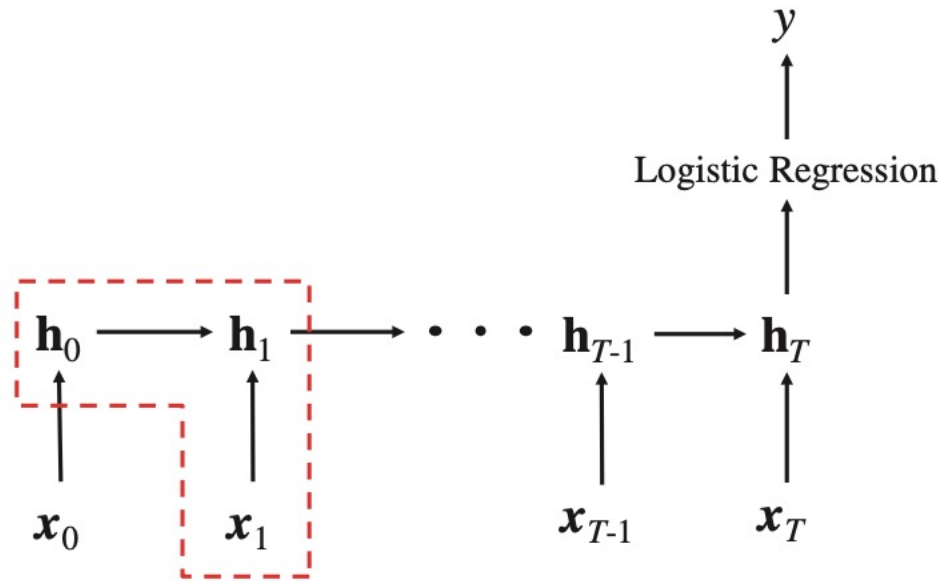 y
Logistic Regression
h₀ h₁ • • • h_{T-1} h_T
x₀ x₁ x_{T-1} x_T